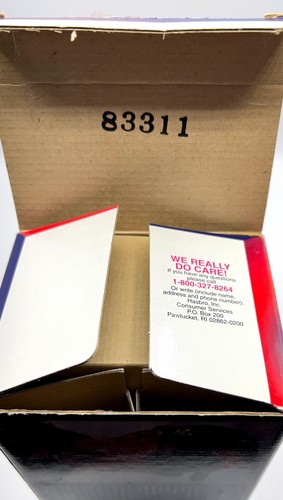 83311
WE REALLY
DO CARE!
If you have any questions
please call
1-800-327-8264
Or write (include name,
address and phone number).
Hasbro, Inc.
Consumer Services
P.O. Box 200
Pawtucket, RI 02862-0200